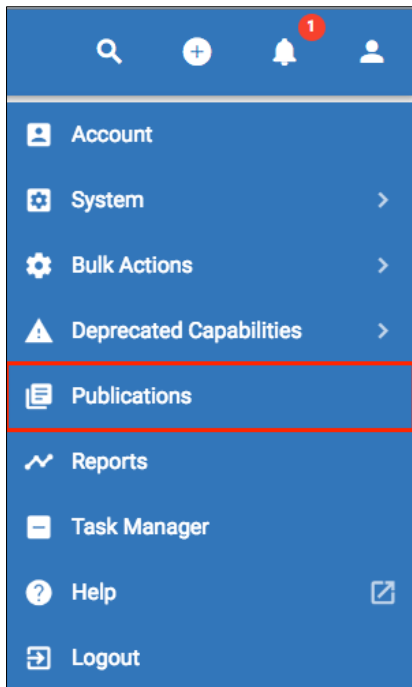 1
Account
System
Bulk Actions
Deprecated Capabilities
Publications
Reports
Task Manager
Help
Logout